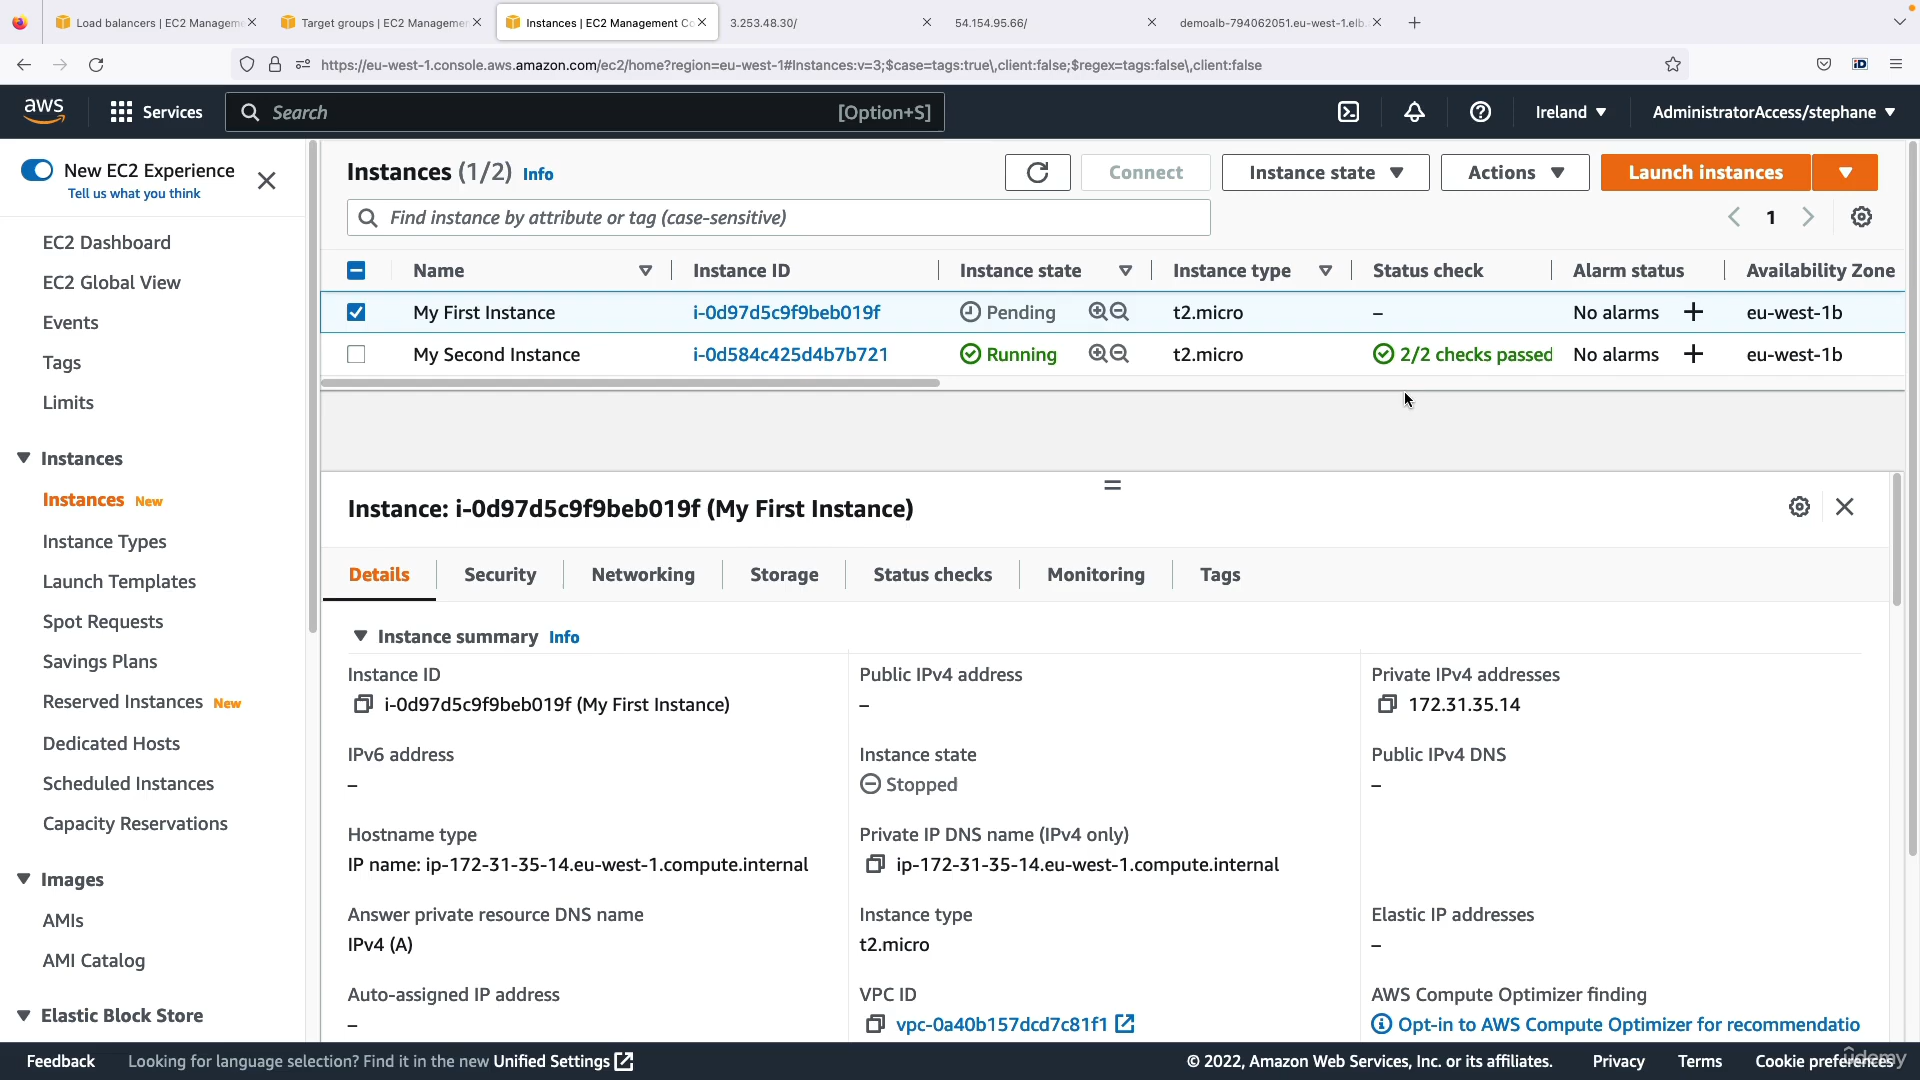 Load balancers | EC2 Managem
Target groups | EC2 Managemen
Instances | EC2 Management Co
3.253.48.30/
54.154.95.66/
demoalb-794062051.eu-west-1.elb.
https://eu-west-1.console.aws.amazon.com/ec2/home?region=eu-west-1#Instances:v=3;$case=tags:true\,client:false;$regex=tags:false\,client:false
aws
Services
Search
[Option+S]
Ireland
AdministratorAccess/stephane
New EC2 Experience
Tell us what you think
EC2 Dashboard
EC2 Global View
Events
Tags
Limits
Instances
Instances New
Instance Types
Launch Templates
Spot Requests
Savings Plans
Reserved Instances New
Dedicated Hosts
Scheduled Instances
Capacity Reservations
Images
AMIs
AMI Catalog
Elastic Block Store
Instances (1/2) Info
Connect
Instance state
Actions
Launch instances
Find instance by attribute or tag (case-sensitive)
1
Name Instance ID Instance state Instance type Status check Alarm status Availability Zone
My First Instance i-0d97d5c9f9beb019f Pending t2.micro – No alarms + eu-west-1b
My Second Instance i-0d584c425d4b7b721 Running t2.micro 2/2 checks passed No alarms + eu-west-1b
Instance: i-0d97d5c9f9beb019f (My First Instance)
Details Security Networking Storage Status checks Monitoring Tags
Instance summary Info
Instance ID
i-0d97d5c9f9beb019f (My First Instance)
Public IPv4 address
–
Private IPv4 addresses
172.31.35.14
IPv6 address
–
Instance state
Stopped
Public IPv4 DNS
–
Hostname type
IP name: ip-172-31-35-14.eu-west-1.compute.internal
Private IP DNS name (IPv4 only)
ip-172-31-35-14.eu-west-1.compute.internal
Answer private resource DNS name
IPv4 (A)
Instance type
t2.micro
Elastic IP addresses
–
Auto-assigned IP address
–
VPC ID
vpc-0a40b157dcd7c81f1
AWS Compute Optimizer finding
Opt-in to AWS Compute Optimizer for recommendatio
Feedback
Looking for language selection? Find it in the new Unified Settings
© 2022, Amazon Web Services, Inc. or its affiliates.
Privacy
Terms
Cookie preferences
ûdemy